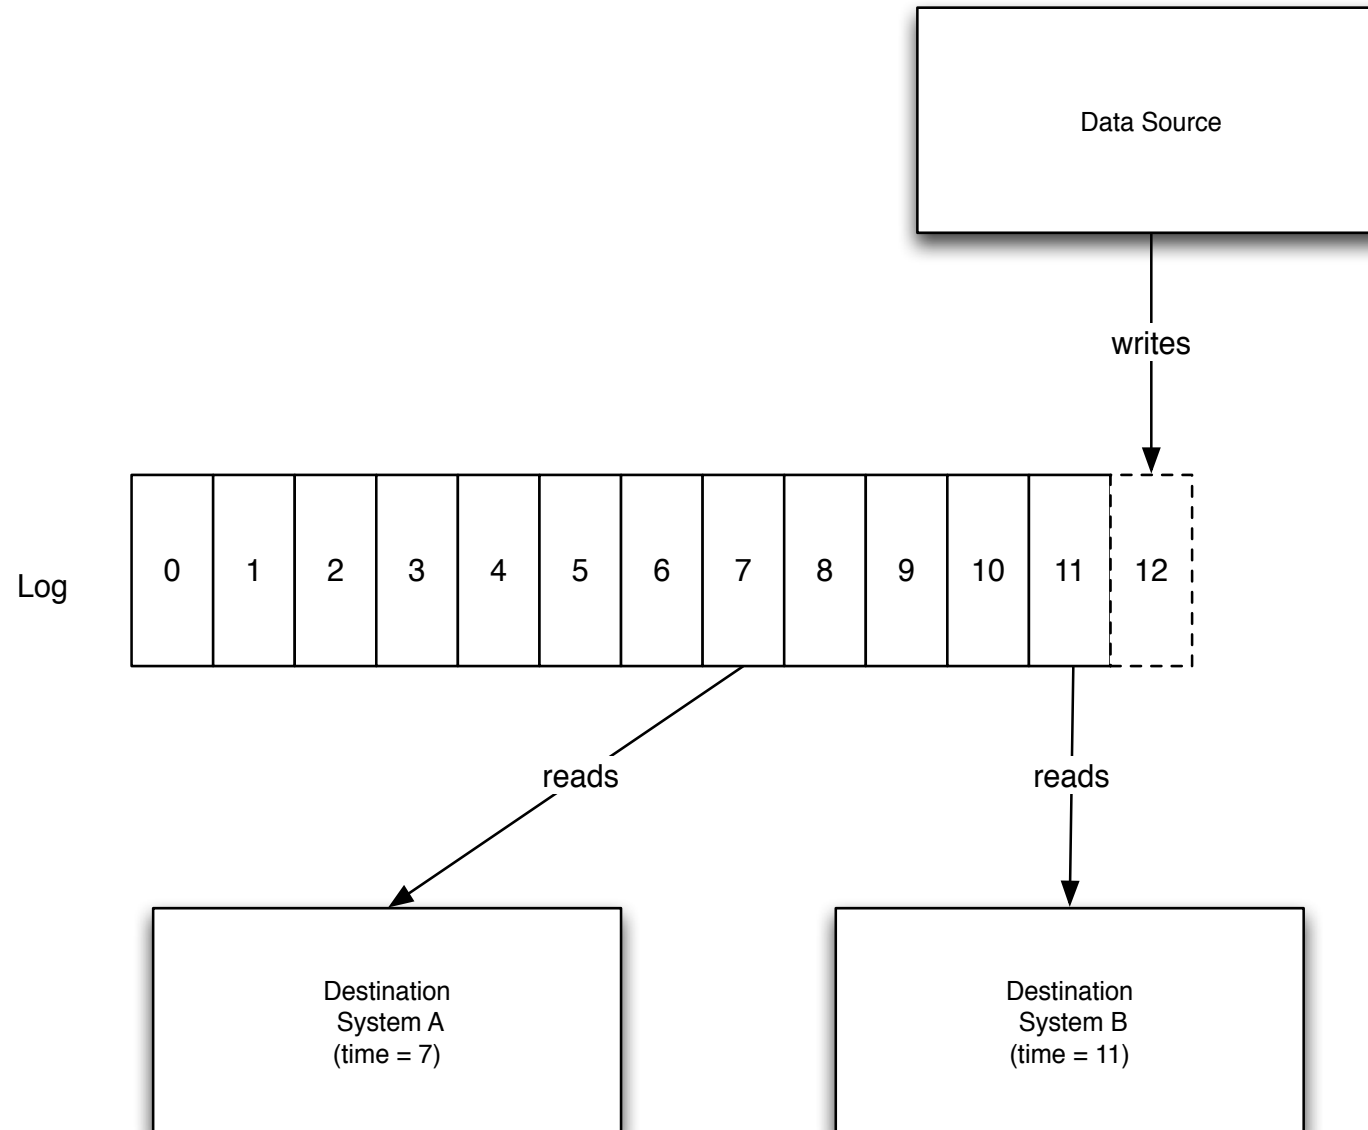 Data Source
writes
Log
0 1 2 3 4 5 6 7 8 9 10 11 12
reads
reads
Destination
System A
(time = 7)
Destination
System B
(time = 11)